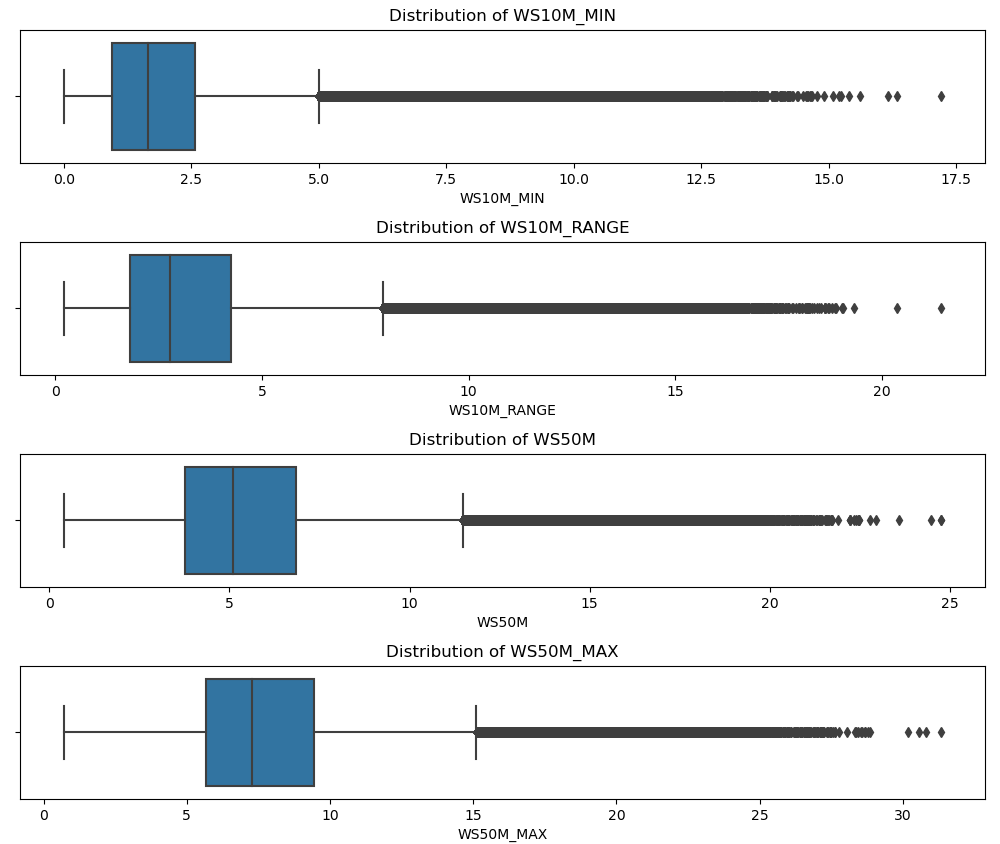 Distribution of WS10M_MIN
0.0 2.5 5.0 7.5 10.0 12.5 15.0 17.5
WS10M_MIN
Distribution of WS10M_RANGE
0 5 10 15 20
WS10M_RANGE
Distribution of WS50M
0 5 10 15 20 25
WS50M
Distribution of WS50M_MAX
0 5 10 15 20 25 30
WS50M_MAX